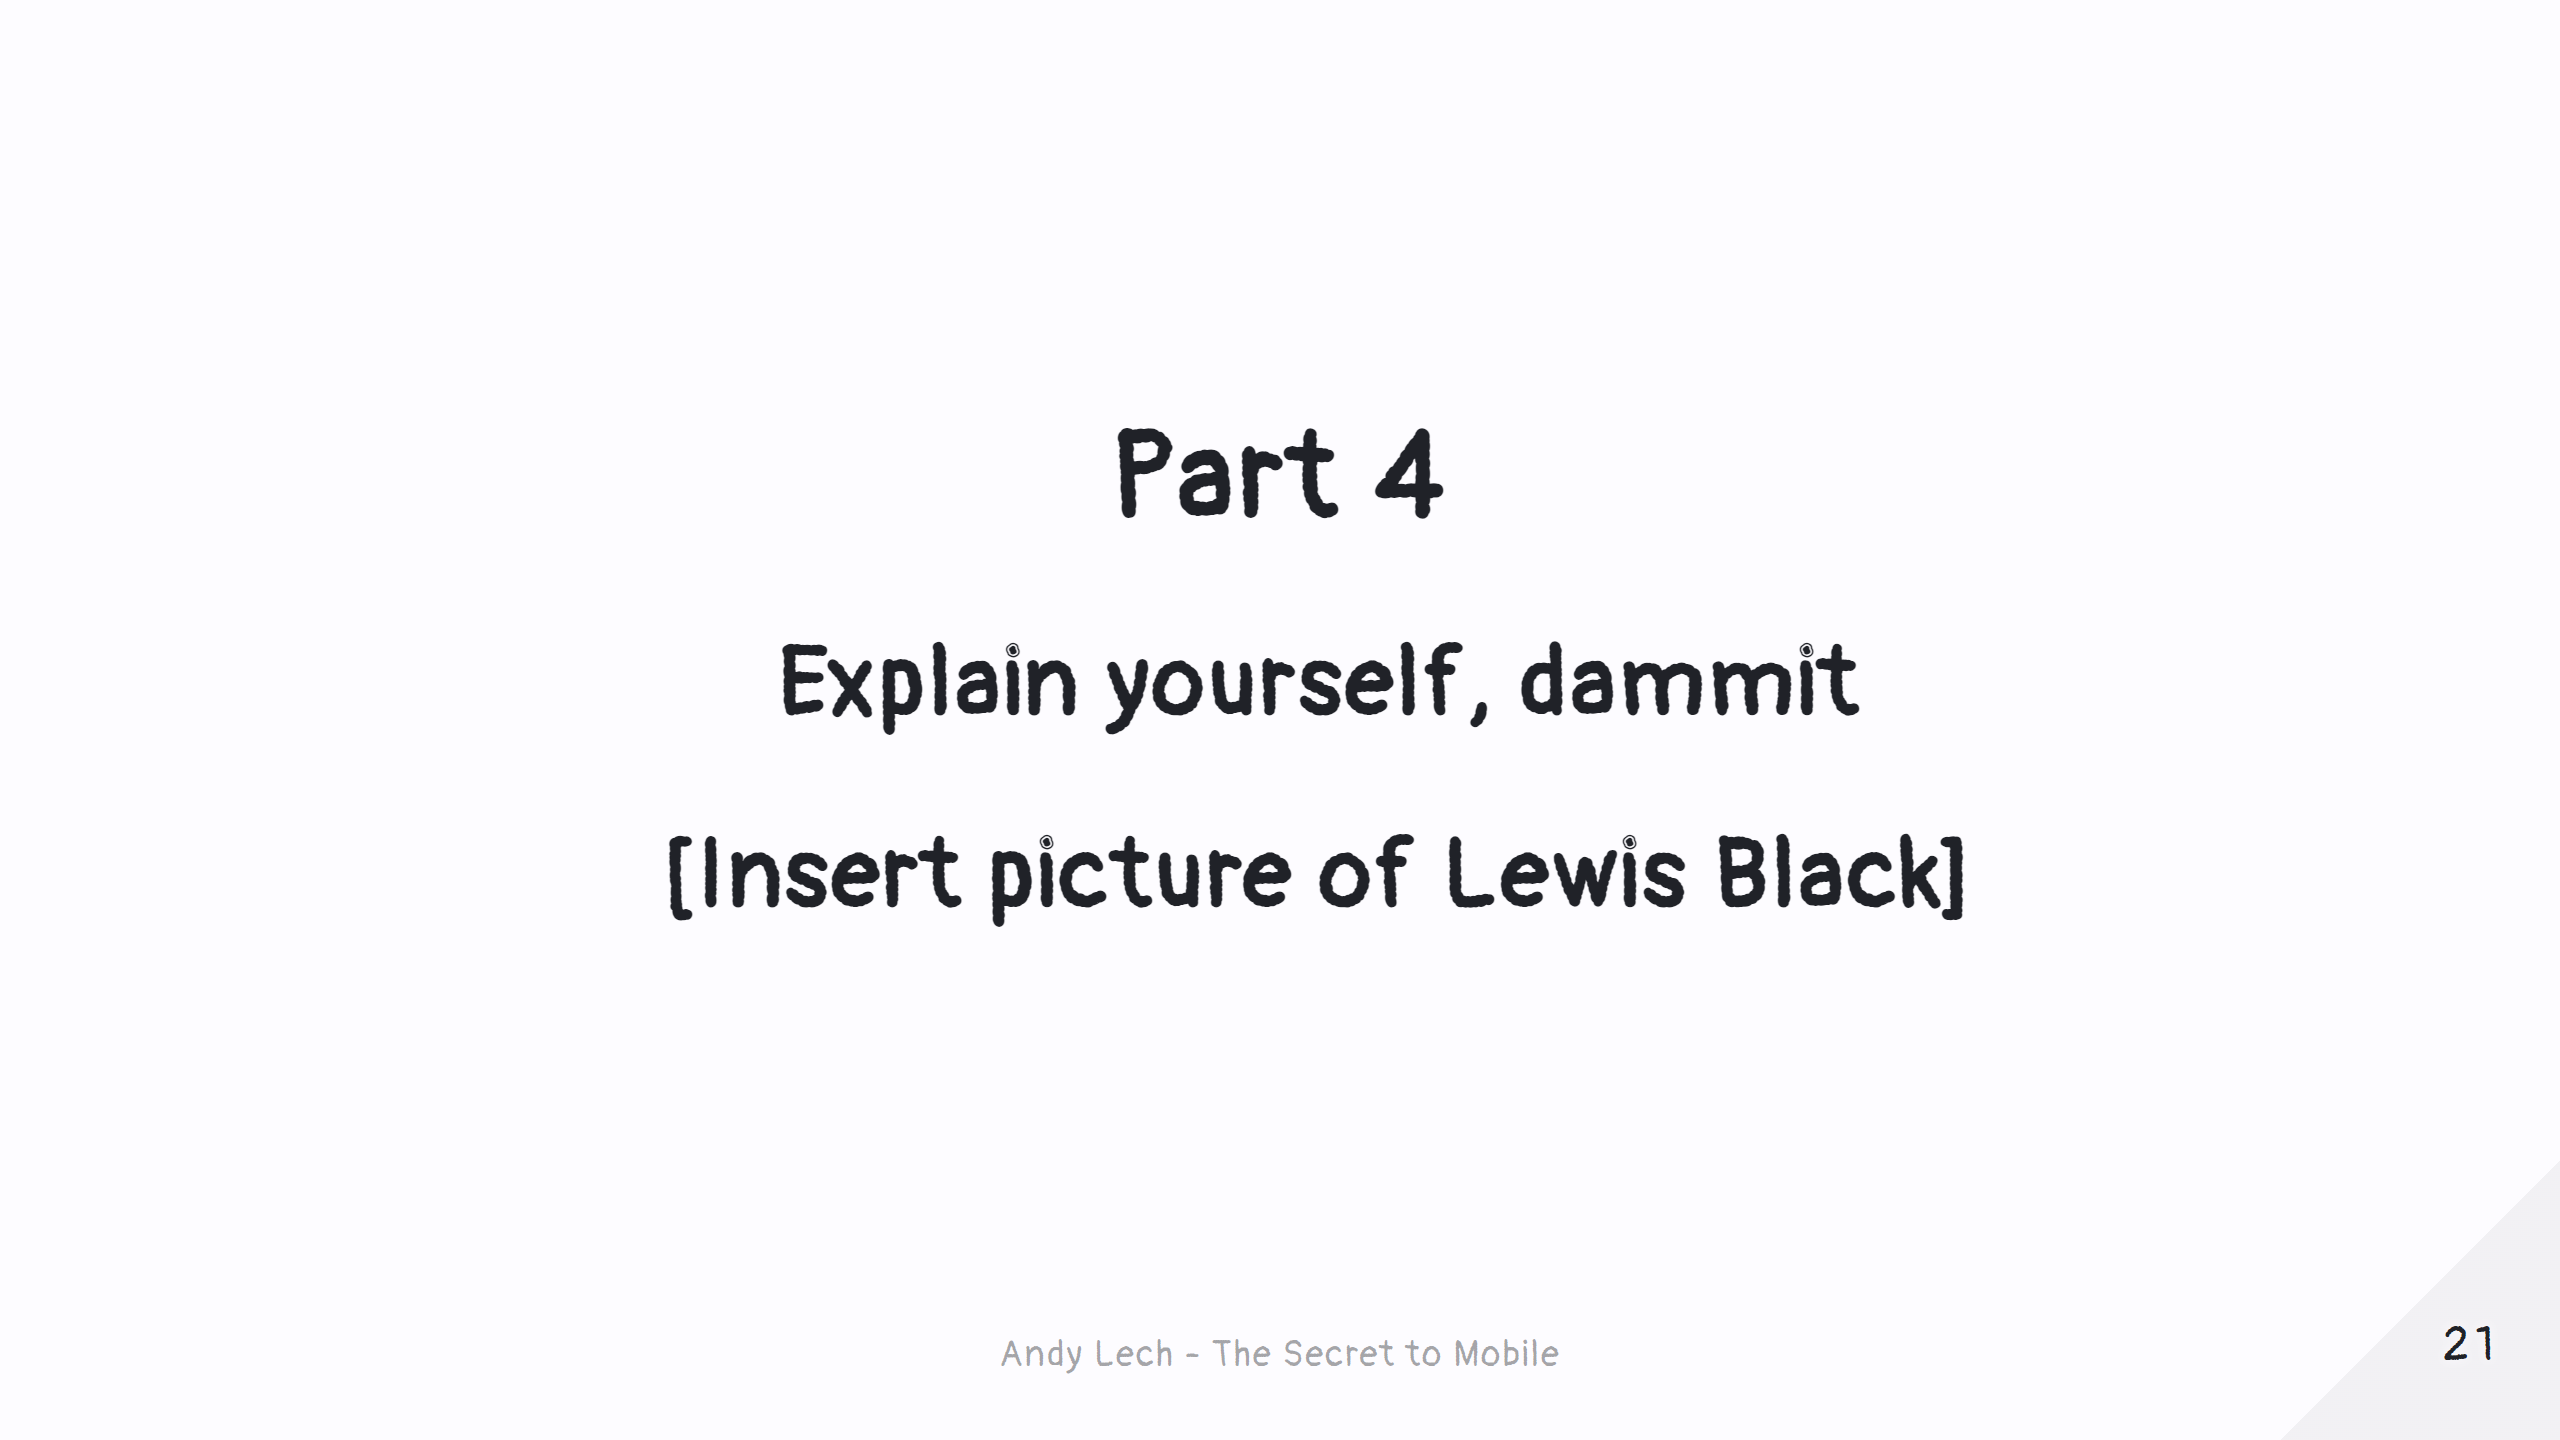 Part 4
Explain yourself, dammit
[Insert picture of Lewis Black]
Andy Lech - The Secret to Mobile
21